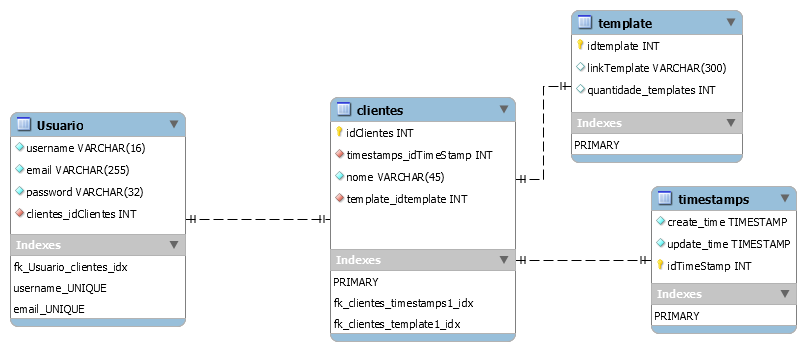 Usuario
username VARCHAR(16)
email VARCHAR(255)
password VARCHAR(32)
clientes_idClientes INT
Indexes
fk_Usuario_clientes_idx
username_UNIQUE
email_UNIQUE
clientes
idClientes INT
timestamps_idTimeStamp INT
nome VARCHAR(45)
template_idtemplate INT
Indexes
PRIMARY
fk_clientes_timestamps1_idx
fk_clientes_template1_idx
template
idtemplate INT
linkTemplate VARCHAR(300)
quantidade_templates INT
Indexes
PRIMARY
timestamps
create_time TIMESTAMP
update_time TIMESTAMP
idTimeStamp INT
Indexes
PRIMARY